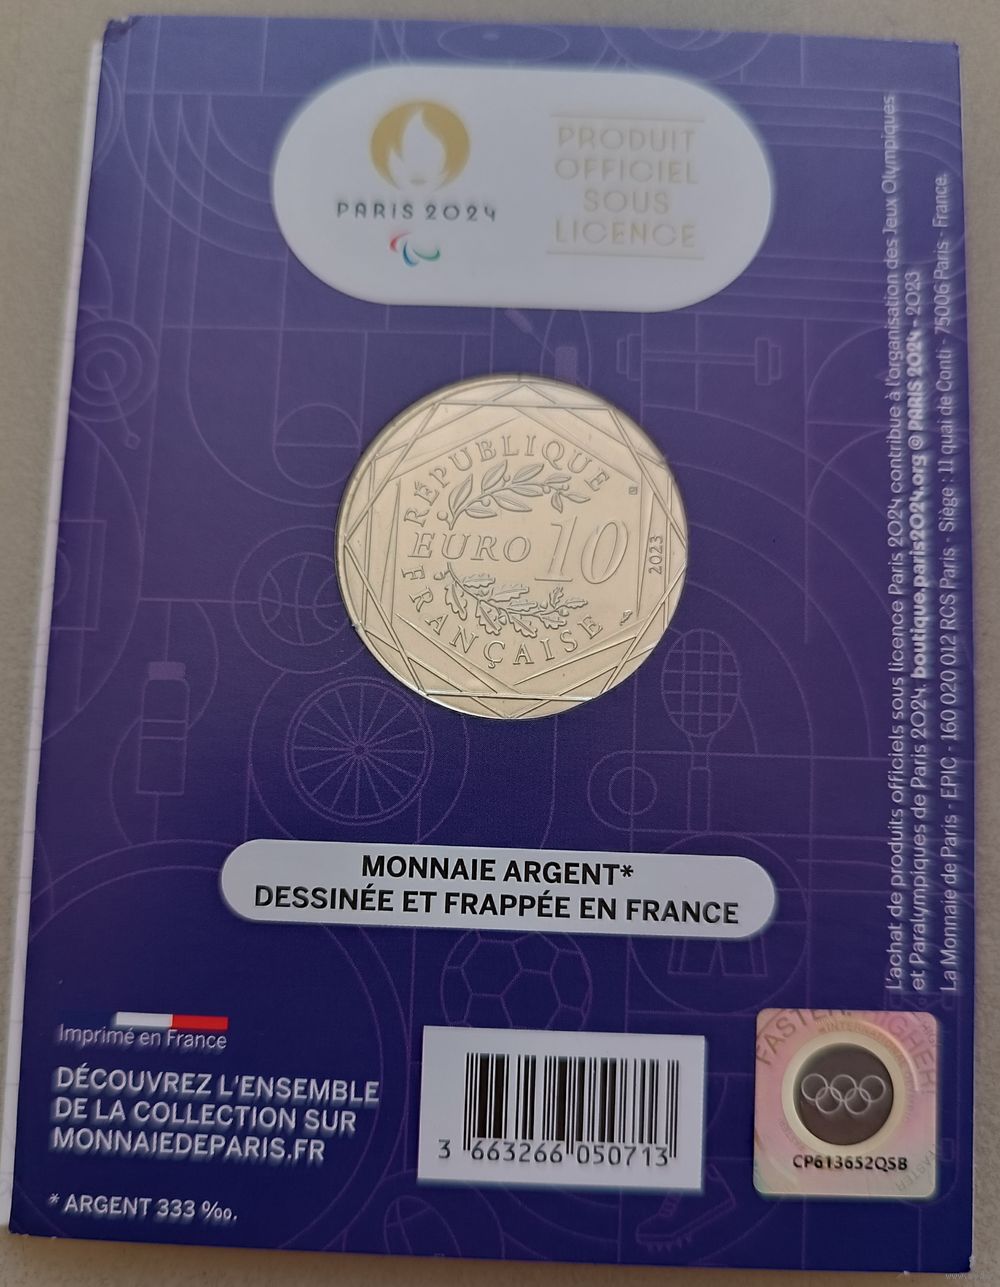 PARIS 2024
PRODUIT
OFFICIEL
SOUS
LICENCE
RÉPUBLIQUE
EURO 10
2023
FRANÇAISE
MONNAIE ARGENT*
DESSINÉE ET FRAPPÉE EN FRANCE
L'achat de produits officiels sous licence Paris 2024 contribue à l'organisation des Jeux Olympiques
et Paralympiques de Paris 2024. boutique.paris2024.org © PARIS 2024 - 2023
La Monnaie de Paris - EPIC - 160 020 012 RCS Paris - Siège : 11 quai de Conti - 75006 Paris - France.
Imprimé en France
DÉCOUVREZ L'ENSEMBLE
DE LA COLLECTION SUR
MONNAIEDEPARIS.FR
* ARGENT 333 ‰.
3 663266 050713
FASTER HIGHER
INTERNATIONAL
CP613652QSB
FASTER